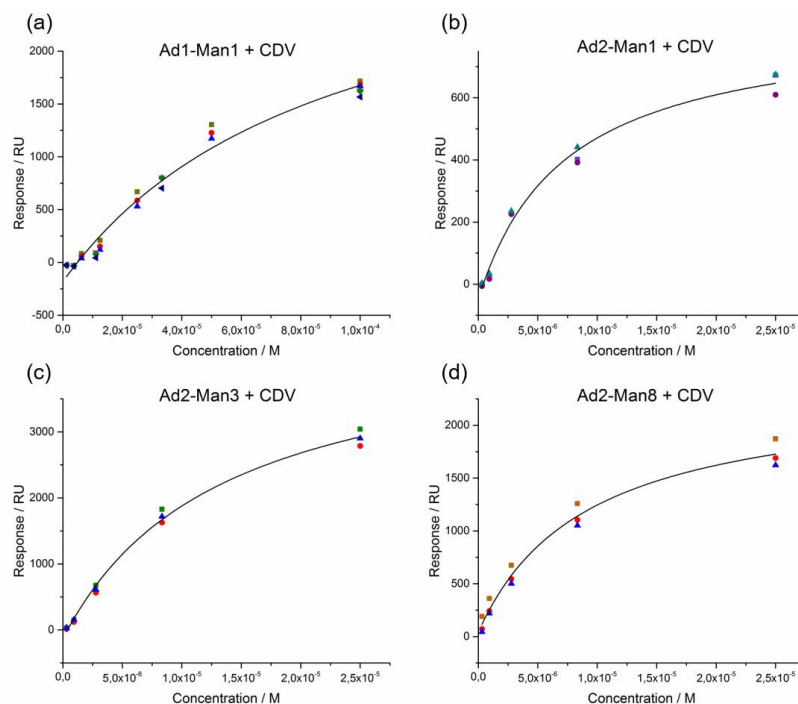 (a)
Ad1-Man1 + CDV
2000
1500
1000
500
0
-500
Response / RU
0,0
2,0x10⁻⁵
4,0x10⁻⁵
6,0x10⁻⁵
8,0x10⁻⁵
1,0x10⁻⁴
Concentration / M
(b)
Ad2-Man1 + CDV
600
400
200
0
Response / RU
0,0
5,0x10⁻⁶
1,0x10⁻⁵
1,5x10⁻⁵
2,0x10⁻⁵
2,5x10⁻⁵
Concentration / M
(c)
Ad2-Man3 + CDV
3000
2000
1000
0
Response / RU
0,0
5,0x10⁻⁶
1,0x10⁻⁵
1,5x10⁻⁵
2,0x10⁻⁵
2,5x10⁻⁵
Concentration / M
(d)
Ad2-Man8 + CDV
2000
1500
1000
500
0
Response / RU
0,0
5,0x10⁻⁶
1,0x10⁻⁵
1,5x10⁻⁵
2,0x10⁻⁵
2,5x10⁻⁵
Concentration / M